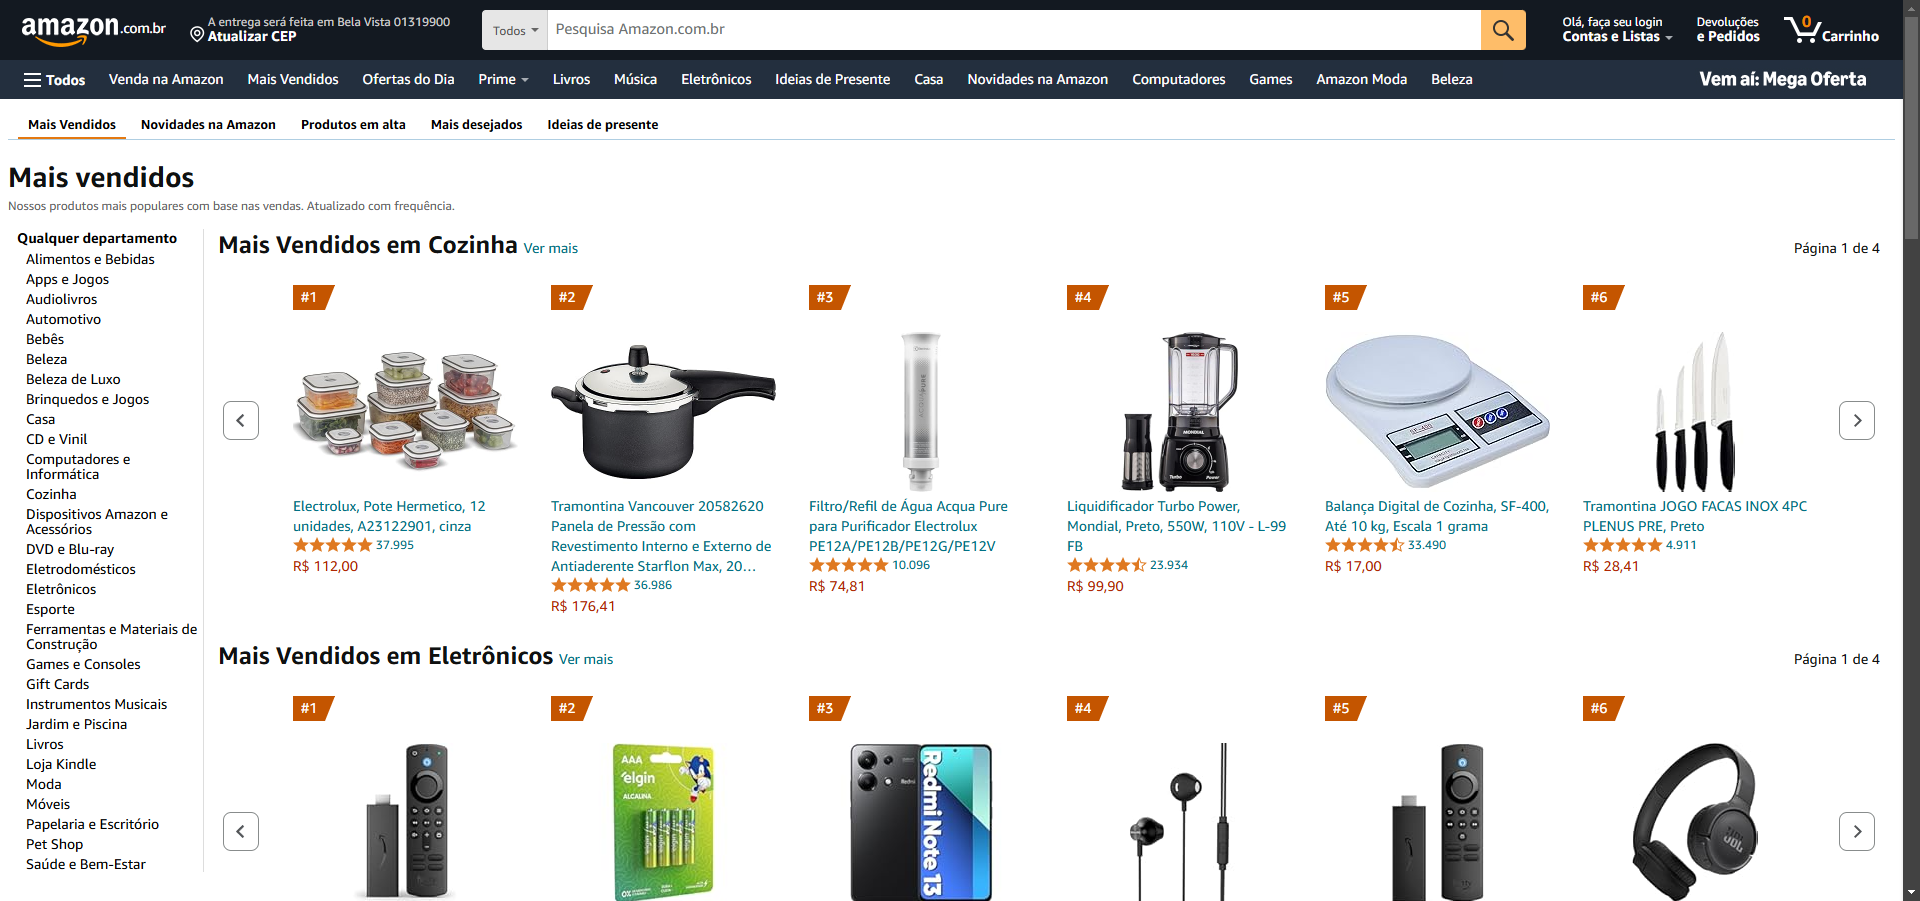 amazon.com.br
A entrega será feita em Bela Vista 01319900
Atualizar CEP
Todos
Pesquisa Amazon.com.br
Olá, faça seu login
Contas e Listas
Devoluções
e Pedidos
0
Carrinho
Todos
Venda na Amazon
Mais Vendidos
Ofertas do Dia
Prime
Livros
Música
Eletrônicos
Ideias de Presente
Casa
Novidades na Amazon
Computadores
Games
Amazon Moda
Beleza
Vem aí: Mega Oferta
Mais Vendidos
Novidades na Amazon
Produtos em alta
Mais desejados
Ideias de presente
Mais vendidos
Nossos produtos mais populares com base nas vendas. Atualizado com frequência.
Qualquer departamento
Alimentos e Bebidas
Apps e Jogos
Audiolivros
Automotivo
Bebês
Beleza
Beleza de Luxo
Brinquedos e Jogos
Casa
CD e Vinil
Computadores e
Informática
Cozinha
Dispositivos Amazon e
Acessórios
DVD e Blu-ray
Eletrodomésticos
Eletrônicos
Esporte
Ferramentas e Materiais de
Construção
Games e Consoles
Gift Cards
Instrumentos Musicais
Jardim e Piscina
Livros
Loja Kindle
Moda
Móveis
Papelaria e Escritório
Pet Shop
Saúde e Bem-Estar
Mais Vendidos em Cozinha Ver mais
Página 1 de 4
#1
Electrolux, Pote Hermetico, 12
unidades, A23122901, cinza
37.995
R$ 112,00
#2
Tramontina Vancouver 20582620
Panela de Pressão com
Revestimento Interno e Externo de
Antiaderente Starflon Max, 20…
36.986
R$ 176,41
#3
ACQUA PURE
Filtro/Refil de Água Acqua Pure
para Purificador Electrolux
PE12A/PE12B/PE12G/PE12V
10.096
R$ 74,81
#4
MONDIAL
Turbo
Power
Liquidificador Turbo Power,
Mondial, Preto, 550W, 110V - L-99
FB
23.934
R$ 99,90
#5
SF-400
Balança Digital de Cozinha, SF-400,
Até 10 kg, Escala 1 grama
33.490
R$ 17,00
#6
Tramontina JOGO FACAS INOX 4PC
PLENUS PRE, Preto
4.911
R$ 28,41
Mais Vendidos em Eletrônicos Ver mais
Página 1 de 4
#1
#2
AAA
elgin
ALCALINA
#3
Redmi
Redmi Note 13
#4
#5
#6
JBL